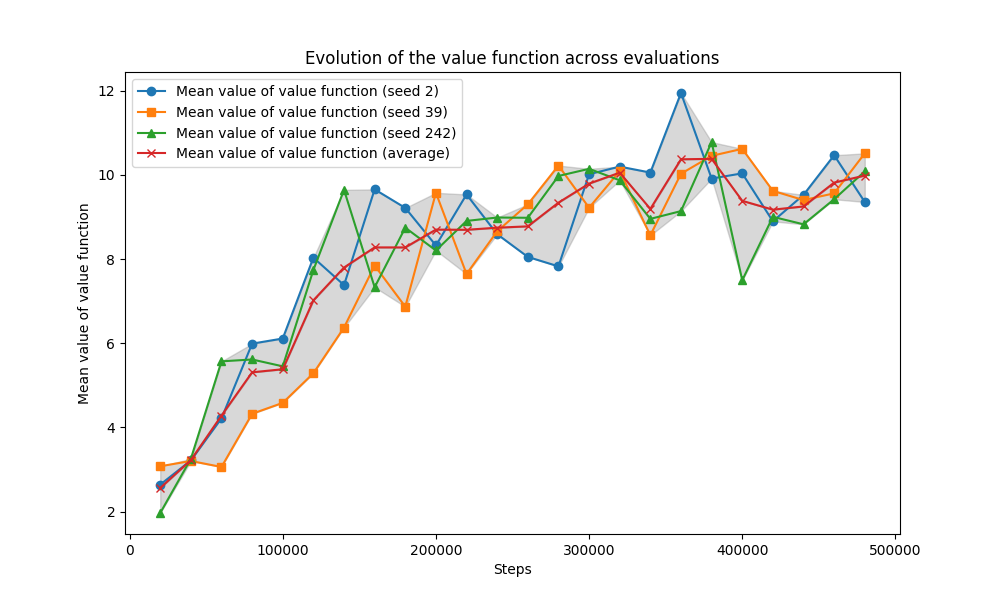 Evolution of the value function across evaluations
Mean value of value function (seed 2)
Mean value of value function (seed 39)
Mean value of value function (seed 242)
Mean value of value function (average)
Mean value of value function
12
10
8
6
4
2
0
100000
200000
300000
400000
500000
Steps